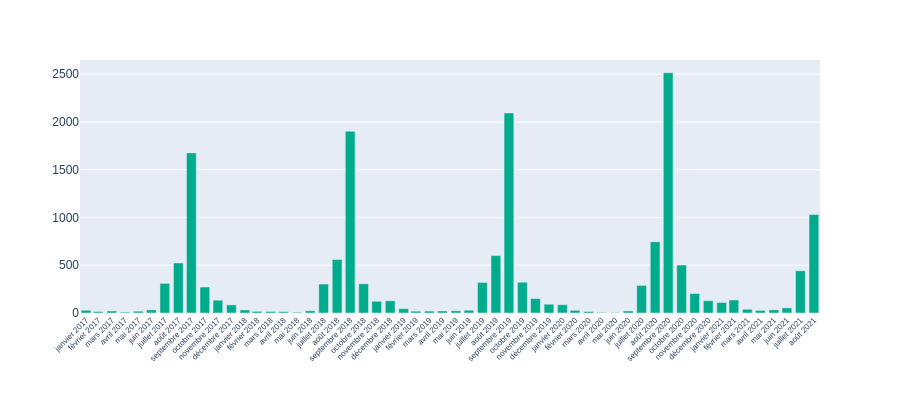 2500
2000
1500
1000
500
0
janvier 2017
février 2017
mars 2017
avril 2017
mai 2017
juin 2017
juillet 2017
août 2017
septembre 2017
octobre 2017
novembre 2017
décembre 2017
janvier 2018
février 2018
mars 2018
avril 2018
mai 2018
juin 2018
juillet 2018
août 2018
septembre 2018
octobre 2018
novembre 2018
décembre 2018
janvier 2019
février 2019
mars 2019
avril 2019
mai 2019
juin 2019
juillet 2019
août 2019
septembre 2019
octobre 2019
novembre 2019
décembre 2019
janvier 2020
février 2020
mars 2020
avril 2020
mai 2020
juin 2020
juillet 2020
août 2020
septembre 2020
octobre 2020
novembre 2020
décembre 2020
janvier 2021
février 2021
mars 2021
avril 2021
mai 2021
juin 2021
juillet 2021
août 2021